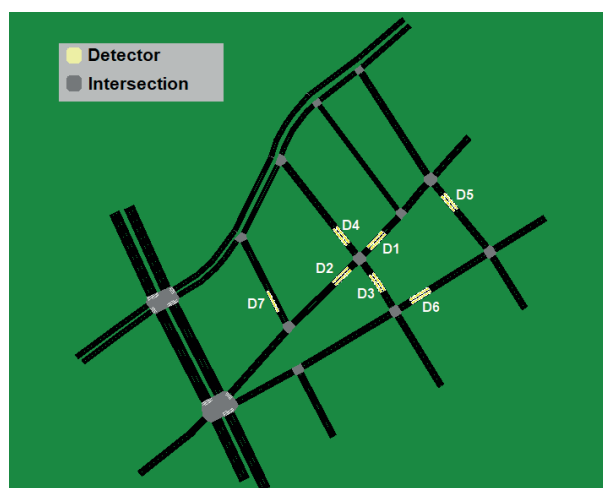 Detector
Intersection
D5
D4
D1
D2
D3
D7
D6